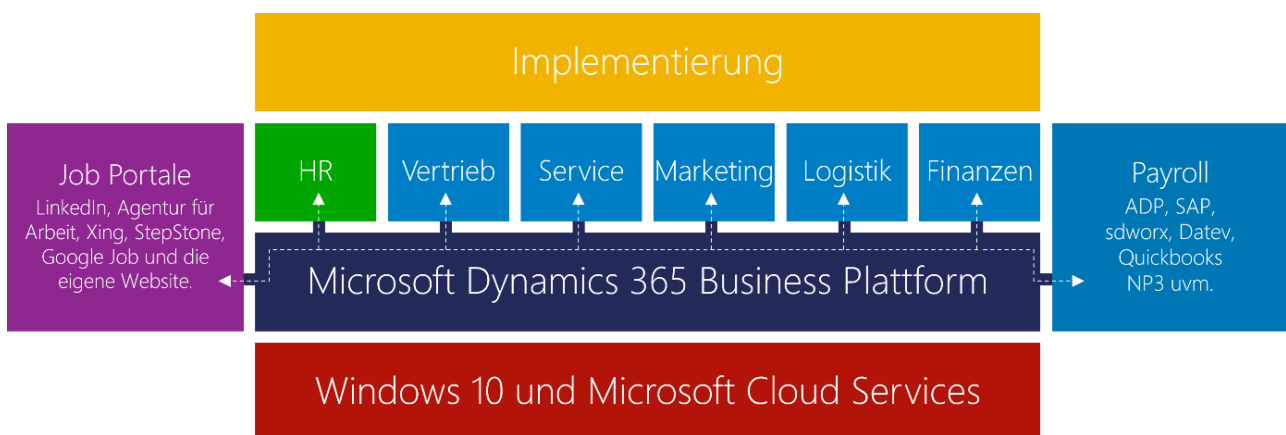 Implementierung
Job Portale
LinkedIn, Agentur für
Arbeit, Xing, StepStone,
Google Job und die
eigene Website.
HR
Vertrieb
Service
Marketing
Logistik
Finanzen
Payroll
ADP, SAP,
sdworx, Datev,
Quickbooks
NP3 uvm.
Microsoft Dynamics 365 Business Plattform
Windows 10 und Microsoft Cloud Services